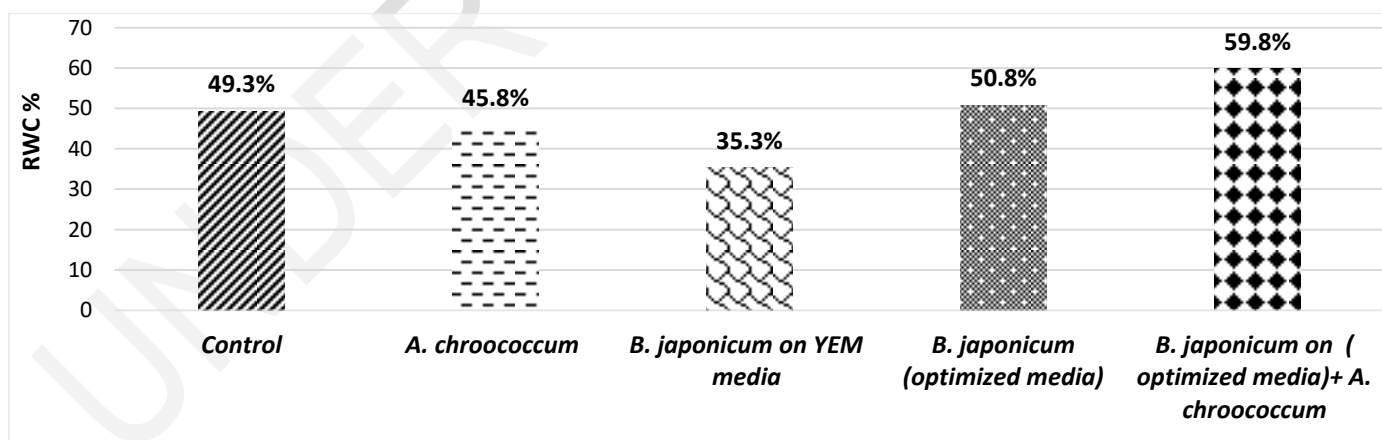 70
60
50
40
30
20
10
0
RWC %
49.3%
45.8%
35.3%
50.8%
59.8%
Control
A. chroococcum
B. japonicum on YEM
media
B. japonicum
(optimized media)
B. japonicum on (
optimized media)+ A.
chroococcum
UNDER